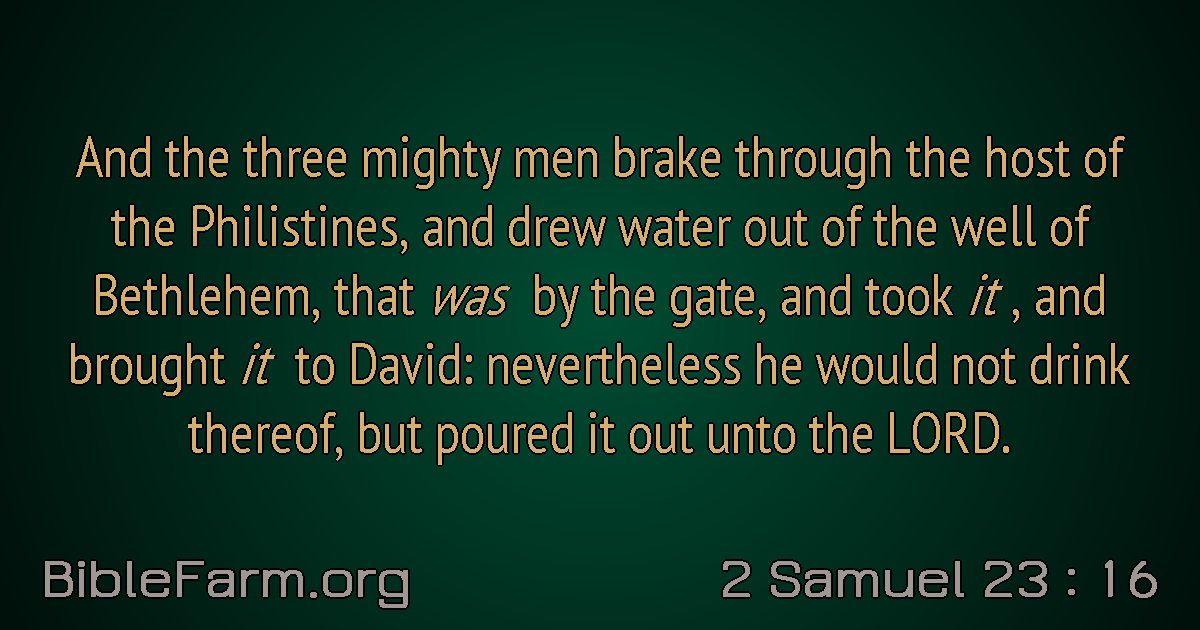 And the three mighty men brake through the host of
the Philistines, and drew water out of the well of
Bethlehem, that was by the gate, and took it , and
brought it to David: nevertheless he would not drink
thereof, but poured it out unto the LORD.
BibleFarm.org
2 Samuel 23 : 16